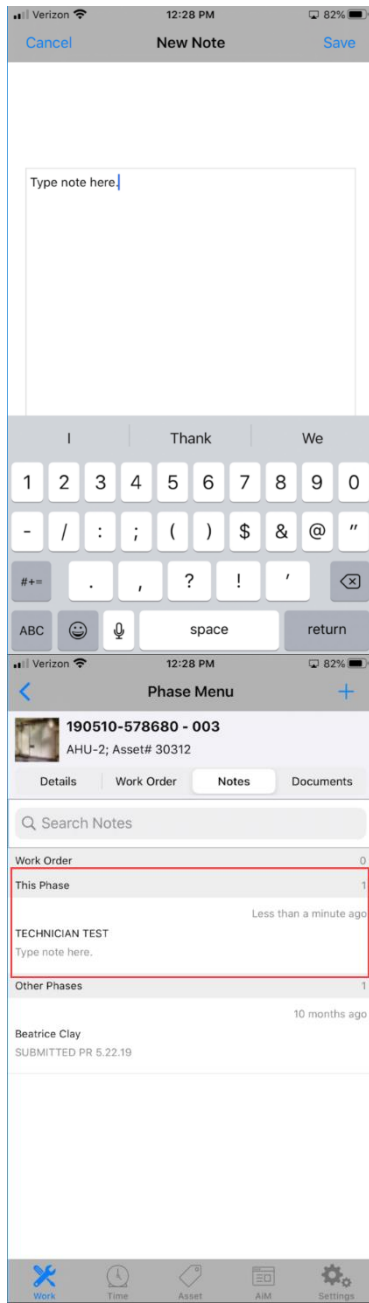 Verizon 12:28 PM 82%
Cancel New Note Save
Type note here.
I Thank We
1 2 3 4 5 6 7 8 9 0
- / : ; ( ) $ & @ "
#+= . , ? ! '
ABC space return
Verizon 12:28 PM 82%
Phase Menu +
190510-578680 - 003
AHU-2; Asset# 30312
Details Work Order Notes Documents
Search Notes
Work Order 0
This Phase 1
Less than a minute ago
TECHNICIAN TEST
Type note here.
Other Phases 1
10 months ago
Beatrice Clay
SUBMITTED PR 5.22.19
Work Time Asset AiM Settings